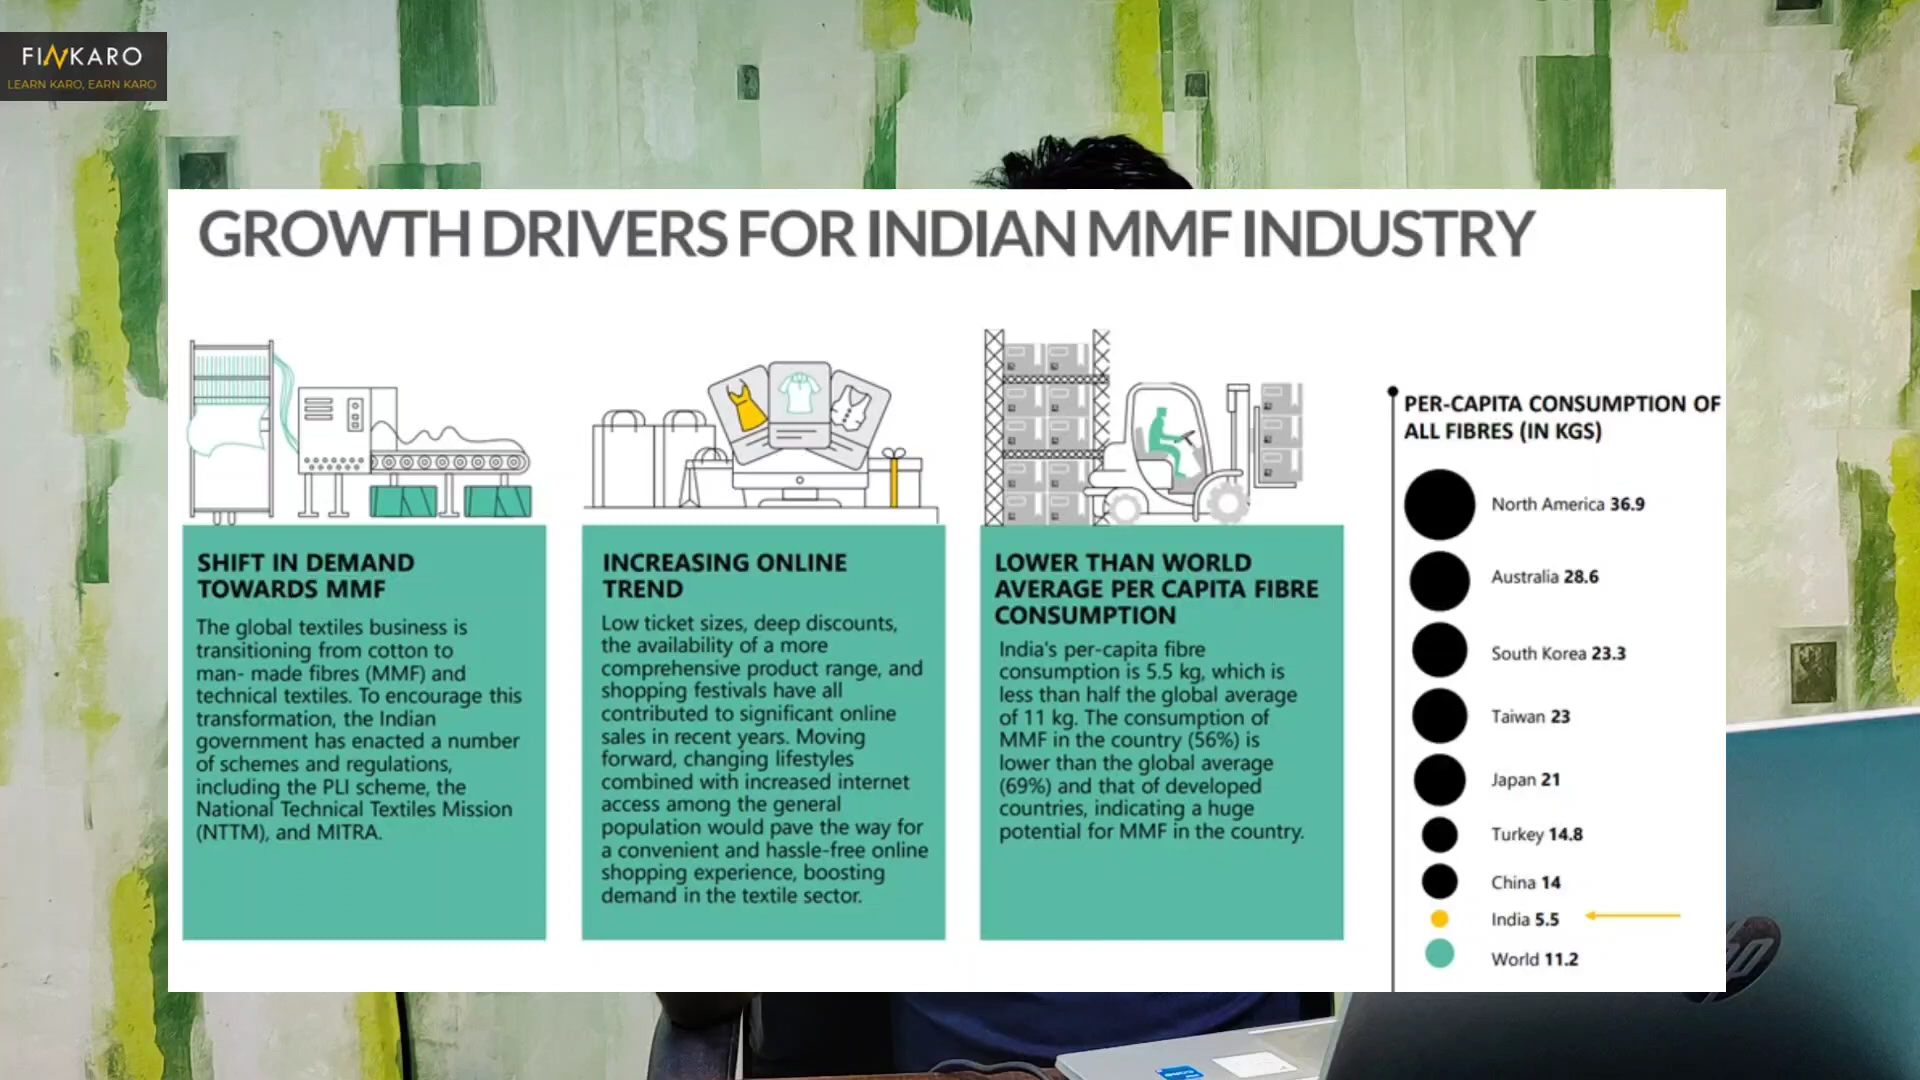 FINKARO
LEARN KARO, EARN KARO
GROWTH DRIVERS FOR INDIAN MMF INDUSTRY
SHIFT IN DEMAND
TOWARDS MMF
The global textiles business is
transitioning from cotton to
man- made fibres (MMF) and
technical textiles. To encourage this
transformation, the Indian
government has enacted a number
of schemes and regulations,
including the PLI scheme, the
National Technical Textiles Mission
(NTTM), and MITRA.
INCREASING ONLINE
TREND
Low ticket sizes, deep discounts,
the availability of a more
comprehensive product range, and
shopping festivals have all
contributed to significant online
sales in recent years. Moving
forward, changing lifestyles
combined with increased internet
access among the general
population would pave the way for
a convenient and hassle-free online
shopping experience, boosting
demand in the textile sector.
LOWER THAN WORLD
AVERAGE PER CAPITA FIBRE
CONSUMPTION
India's per-capita fibre
consumption is 5.5 kg, which is
less than half the global average
of 11 kg. The consumption of
MMF in the country (56%) is
lower than the global average
(69%) and that of developed
countries, indicating a huge
potential for MMF in the country.
PER-CAPITA CONSUMPTION OF
ALL FIBRES (IN KGS)
North America 36.9
Australia 28.6
South Korea 23.3
Taiwan 23
Japan 21
Turkey 14.8
China 14
India 5.5
World 11.2
hp